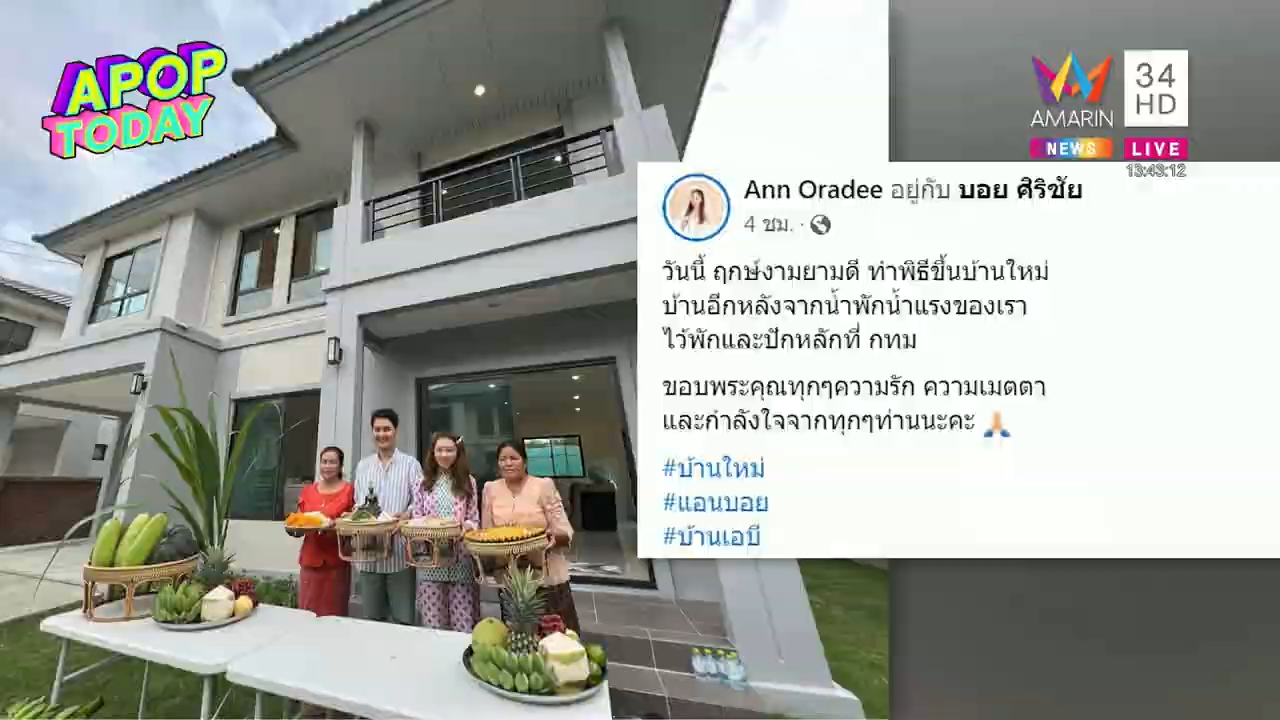 APOP
TODAY
AMARIN
34
HD
NEWS
LIVE
13:43:12
Ann Oradee อยู่กับ บอย ศิริชัย
4 ชม. ·
วันนี้ ฤกษ์งามยามดี ทำพิธีขึ้นบ้านใหม่
บ้านอีกหลังจากน้ำพักน้ำแรงของเรา
ไว้พักและปักหลักที่ กทม
ขอบพระคุณทุกๆความรัก ความเมตตา
และกำลังใจจากทุกๆท่านนะคะ 🙏🏻
#บ้านใหม่
#แอนบอย
#บ้านเอบี